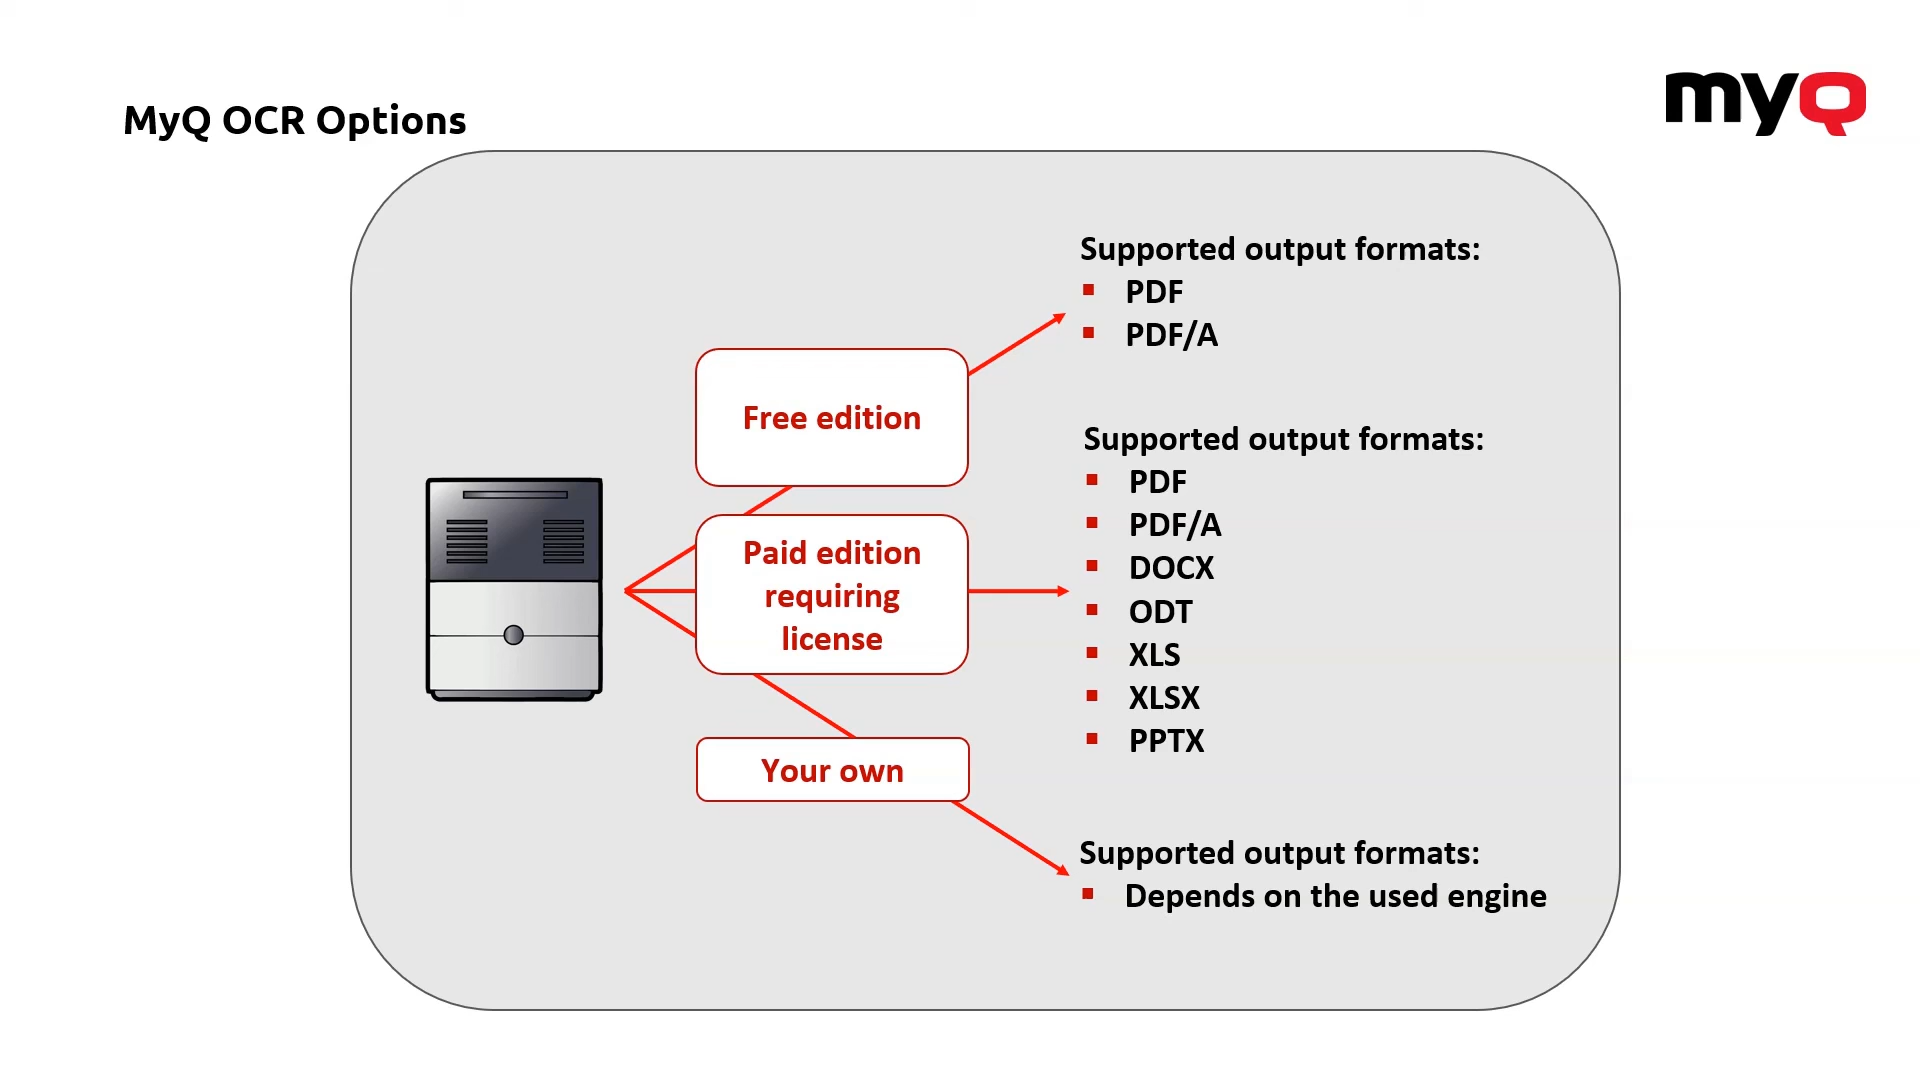 MyQ OCR Options
myQ
Supported output formats:
PDF
PDF/A
Free edition
Supported output formats:
PDF
PDF/A
DOCX
ODT
XLS
XLSX
PPTX
Paid edition
requiring
license
Your own
Supported output formats:
Depends on the used engine